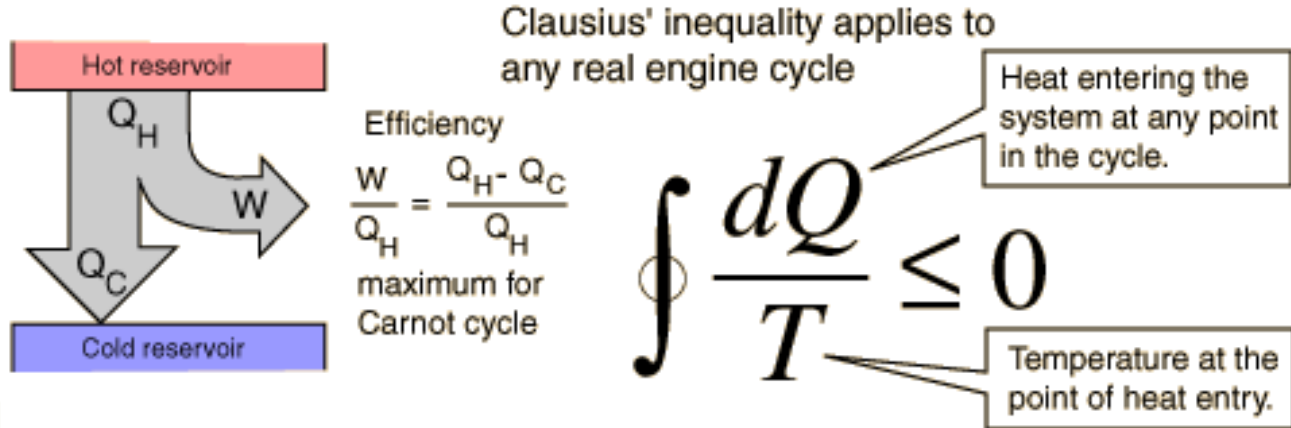 Clausius' inequality applies to
any real engine cycle
Hot reservoir
Q_H
W
Q_C
Cold reservoir
Efficiency
W/Q_H = (Q_H - Q_C)/Q_H
maximum for
Carnot cycle
∮ dQ/T ≤ 0
Heat entering the
system at any point
in the cycle.
Temperature at the
point of heat entry.